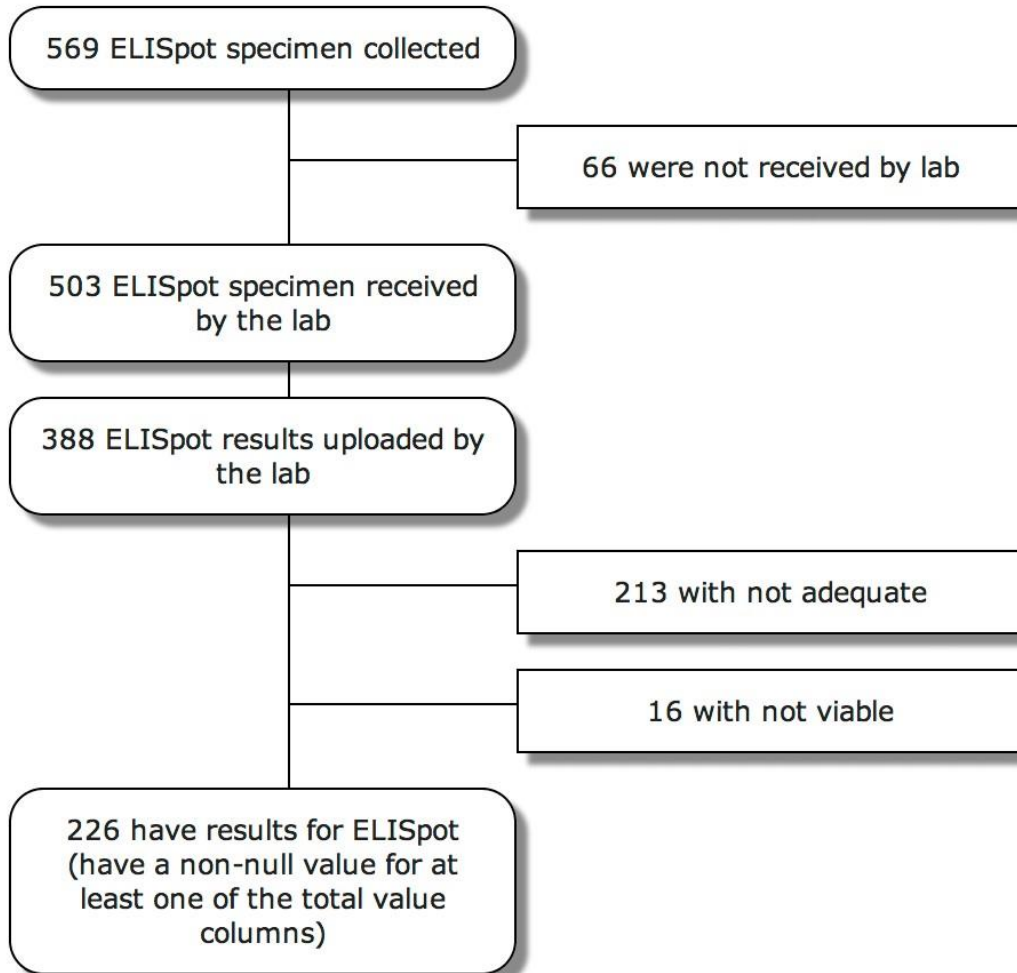 569 ELISpot specimen collected
66 were not received by lab
503 ELISpot specimen received
by the lab
388 ELISpot results uploaded by
the lab
213 with not adequate
16 with not viable
226 have results for ELISpot
(have a non-null value for at
least one of the total value
columns)